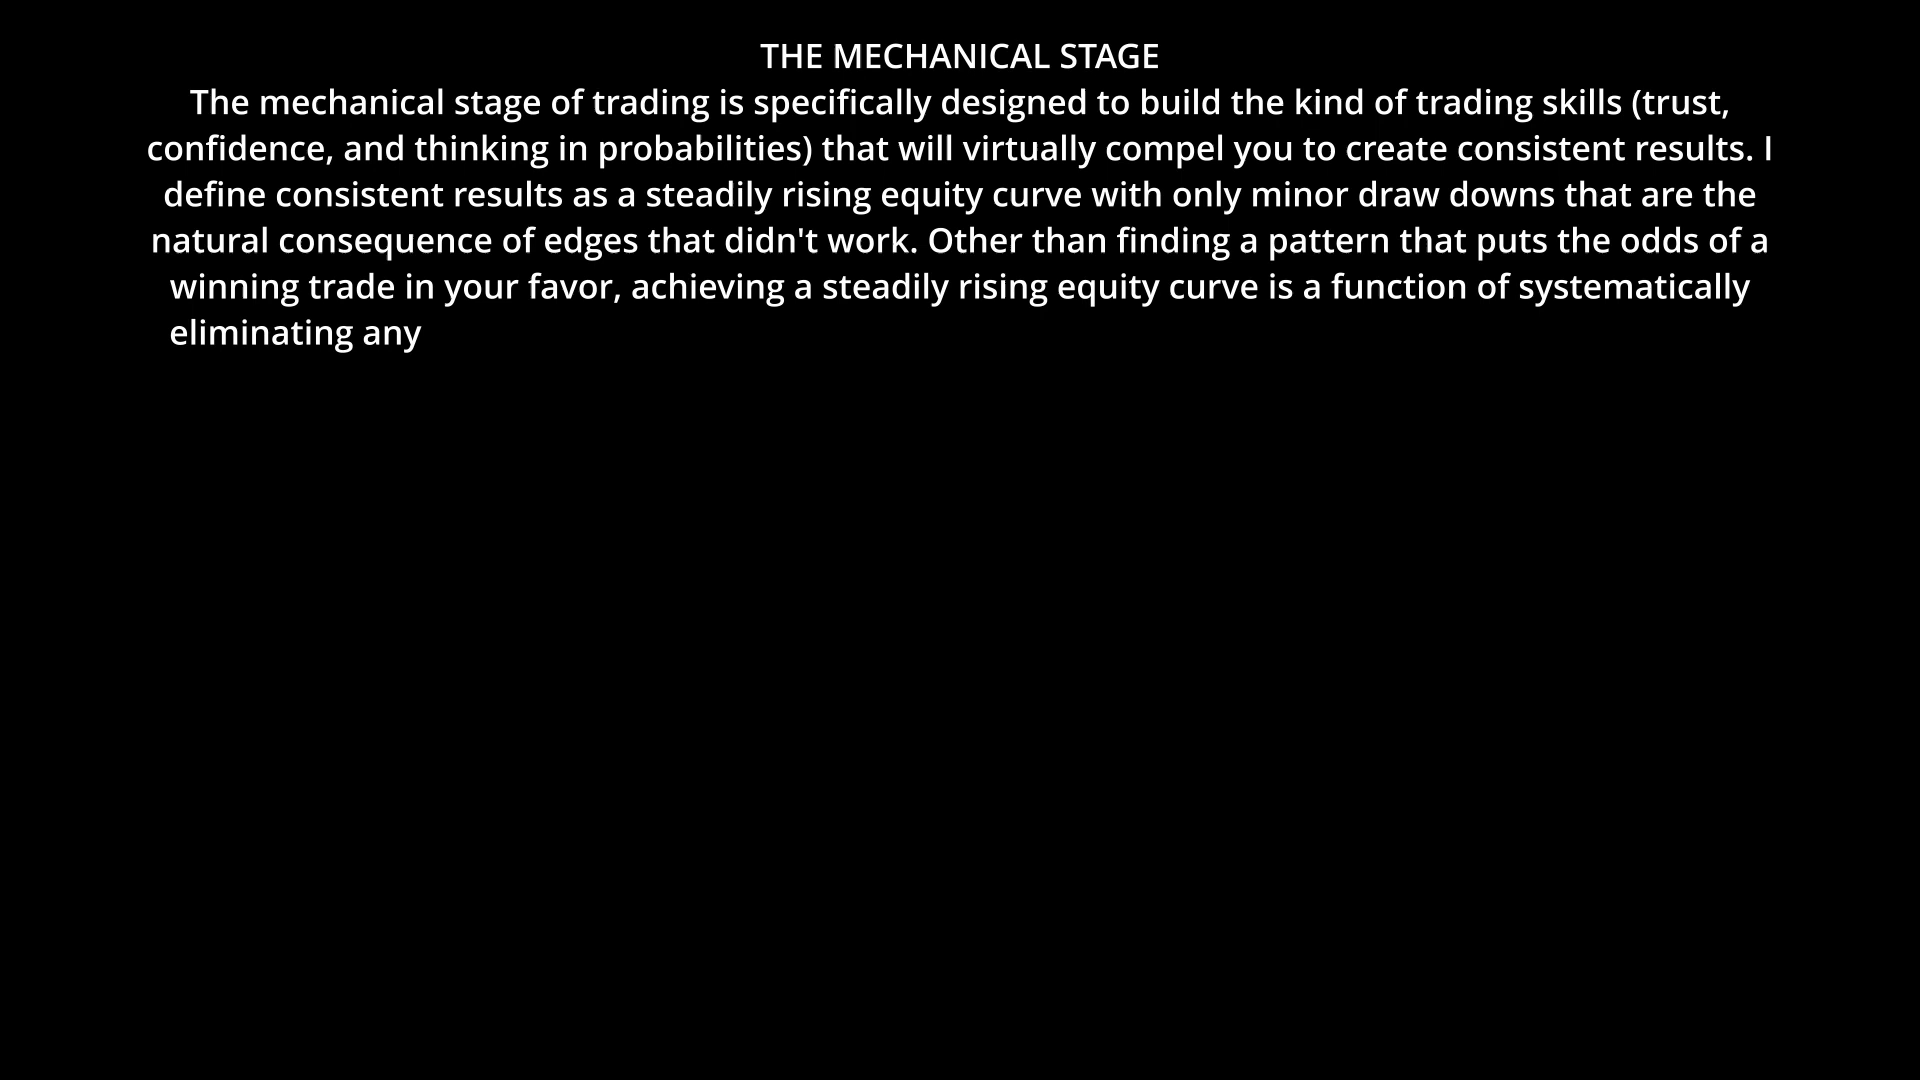 THE MECHANICAL STAGE
The mechanical stage of trading is specifically designed to build the kind of trading skills (trust,
confidence, and thinking in probabilities) that will virtually compel you to create consistent results. I
define consistent results as a steadily rising equity curve with only minor draw downs that are the
natural consequence of edges that didn't work. Other than finding a pattern that puts the odds of a
winning trade in your favor, achieving a steadily rising equity curve is a function of systematically
eliminating any